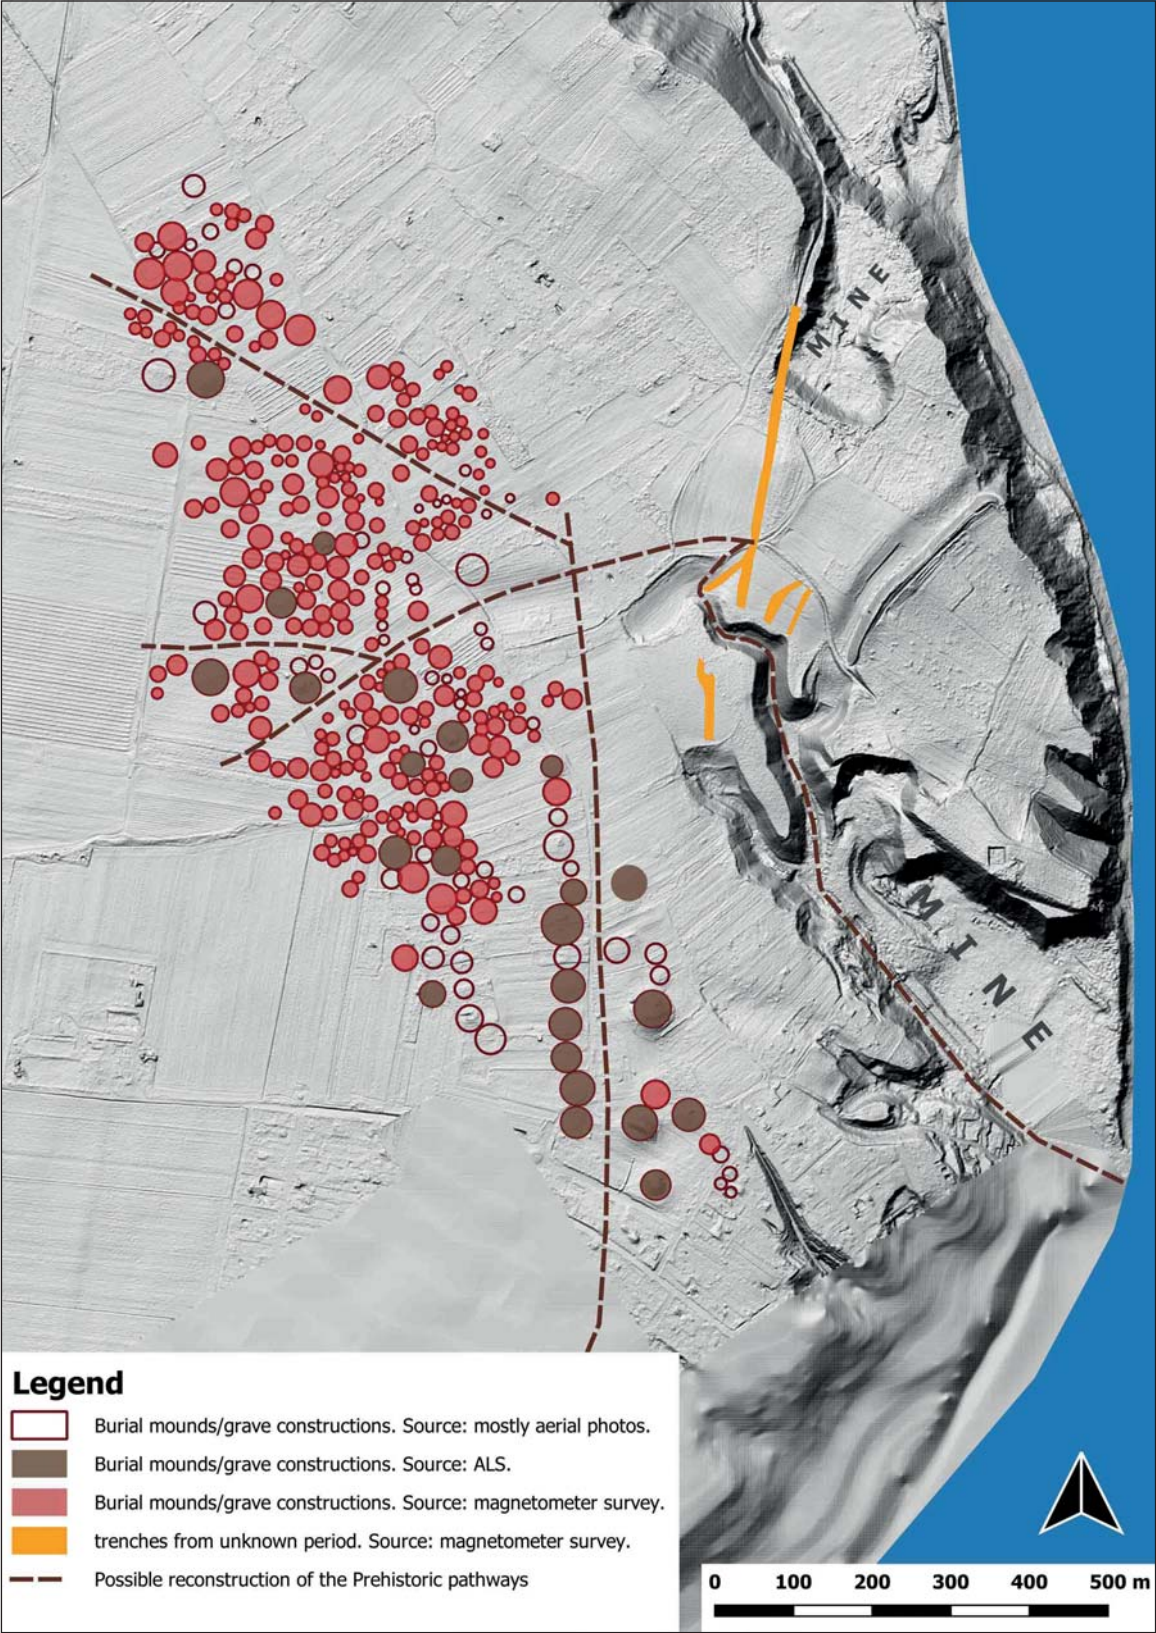 MINE
MINE
Legend
Burial mounds/grave constructions. Source: mostly aerial photos.
Burial mounds/grave constructions. Source: ALS.
Burial mounds/grave constructions. Source: magnetometer survey.
trenches from unknown period. Source: magnetometer survey.
Possible reconstruction of the Prehistoric pathways
0 100 200 300 400 500 m